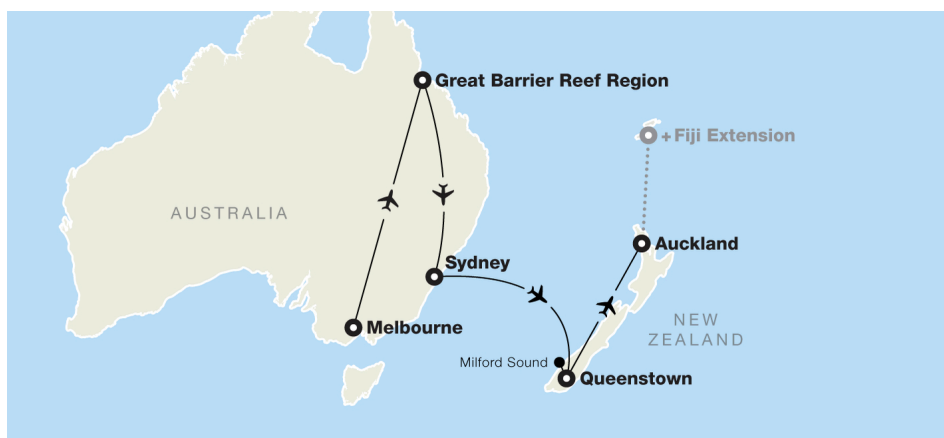 Great Barrier Reef Region
+Fiji Extension
AUSTRALIA
Auckland
Sydney
Melbourne
NEW
ZEALAND
Milford Sound
Queenstown